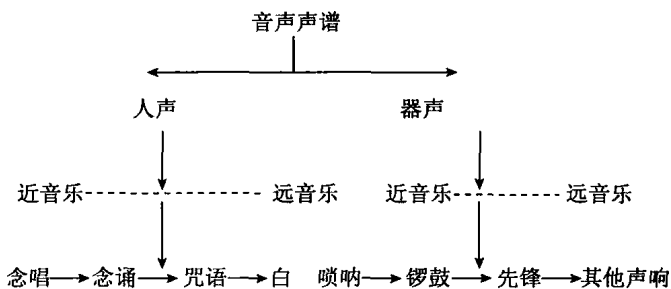 音声声谱
人声 器声
近音乐 远音乐 近音乐 远音乐
念唱 念诵 咒语 白 唢呐 锣鼓 先锋 其他声响